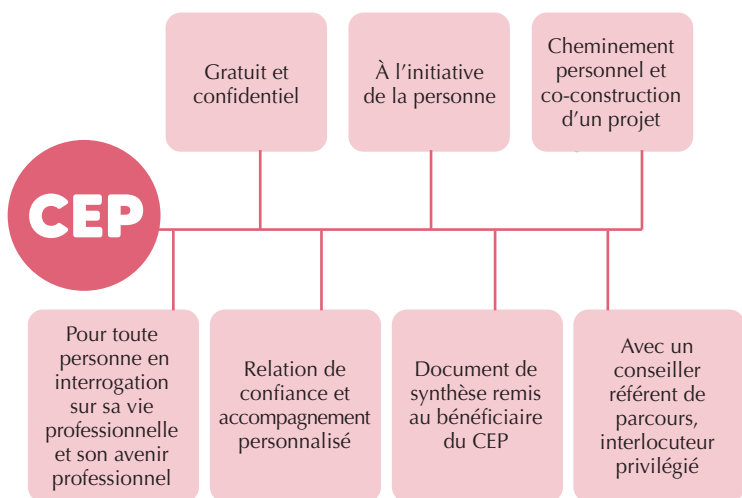 Gratuit et
confidentiel
À l’initiative
de la personne
Cheminement
personnel et
co-construction
d’un projet
CEP
Pour toute
personne en
interrogation
sur sa vie
professionnelle
et son avenir
professionnel
Relation de
confiance et
accompagnement
personnalisé
Document de
synthèse remis
au bénéficiaire
du CEP
Avec un
conseiller
référent de
parcours,
interlocuteur
privilégié